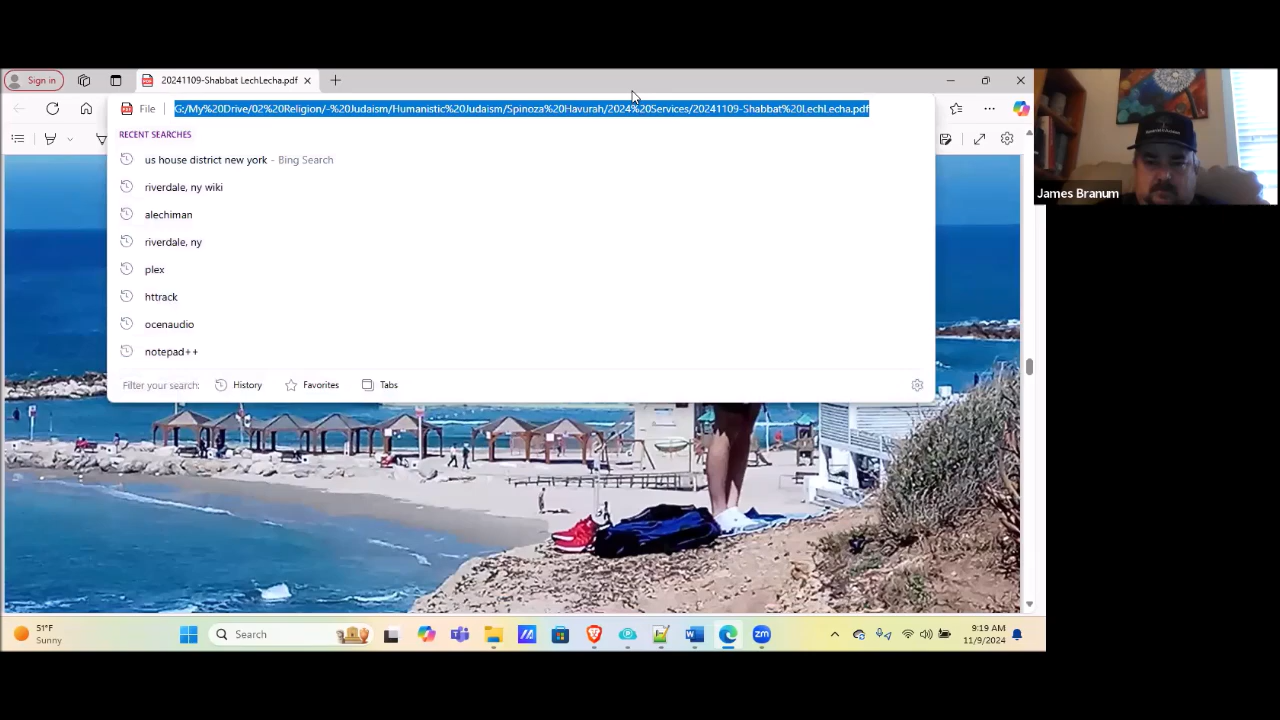 Sign in
20241109-Shabbat LechLecha.pdf
File
G:/My%20Drive/02%20Religion/-%20Judaism/Humanistic%20Judaism/Spinoza%20Havurah/2024%20Services/20241109-Shabbat%20LechLecha.pdf
RECENT SEARCHES
us house district new york - Bing Search
riverdale, ny wiki
alechiman
riverdale, ny
plex
httrack
ocenaudio
notepad++
Filter your search:
History
Favorites
Tabs
James Branum
51°F
Sunny
Search
zm
9:19 AM
11/9/2024